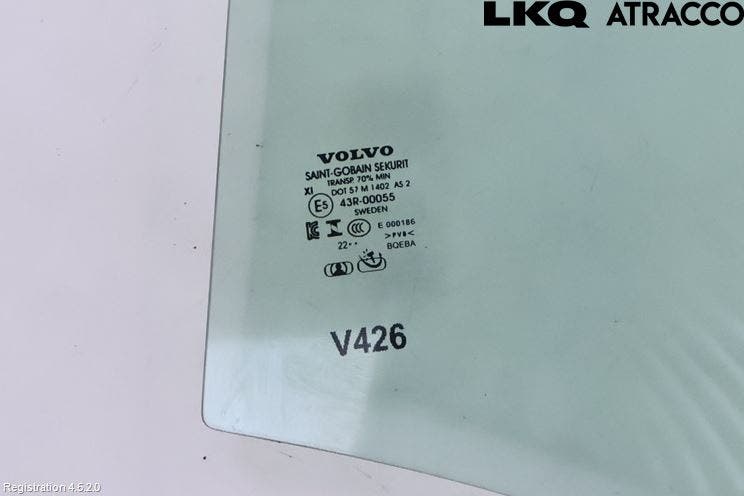 LKQ ATRACCO
VOLVO
SAINT-GOBAIN SEKURIT
TRANSP. 70% MIN
XI DOT 57 M 1402 AS 2
E5 43R-00055
SWEDEN
E 000186
>PVB<
22·· BQEBA
V426
Registration 4.5.2.0